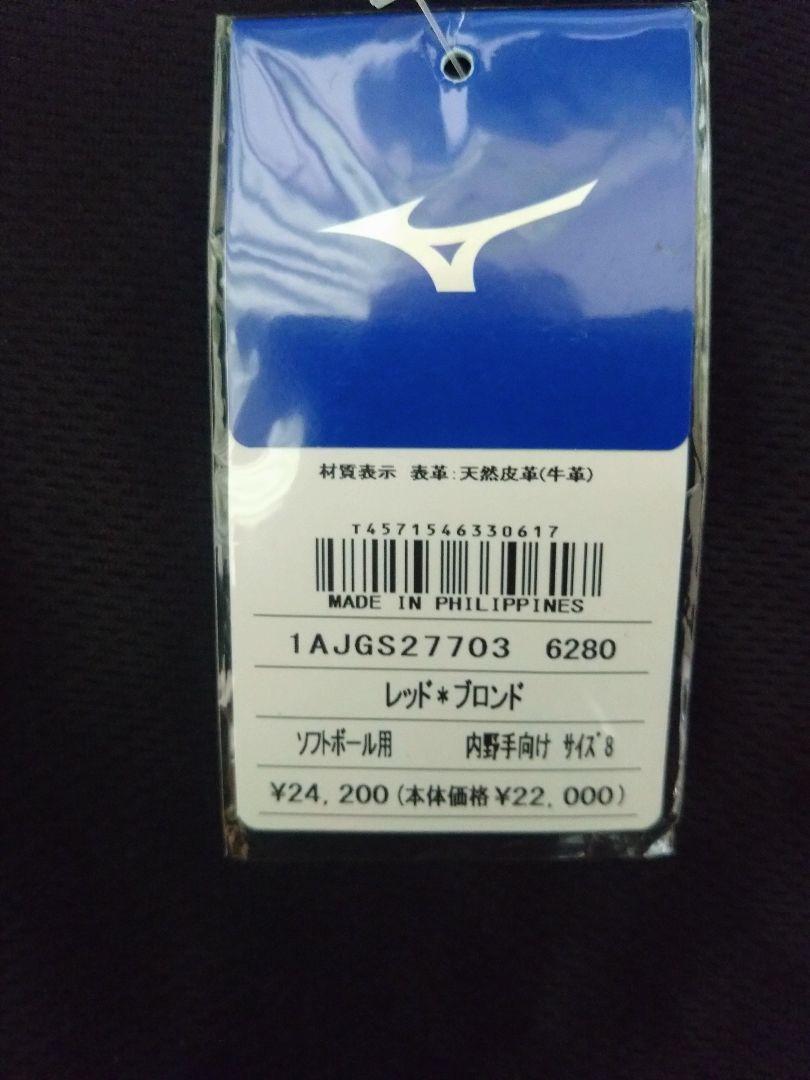 材質表示 表革:天然皮革(牛革)
T4571546330617
MADE IN PHILIPPINES
1AJGS27703 6280
レッド*ブロンド
ソフトボール用 内野手向け サイズ8
¥24,200(本体価格¥22,000)